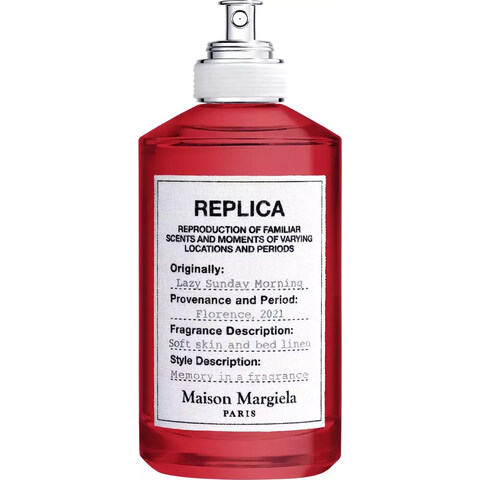 REPLICA
REPRODUCTION OF FAMILIAR
SCENTS AND MOMENTS OF VARYING
LOCATIONS AND PERIODS
Originally:
Lazy Sunday Morning
Provenance and Period:
Florence, 2021
Fragrance Description:
Soft skin and bed linen
Style Description:
Memory in a fragrance
Maison Margiela
PARIS